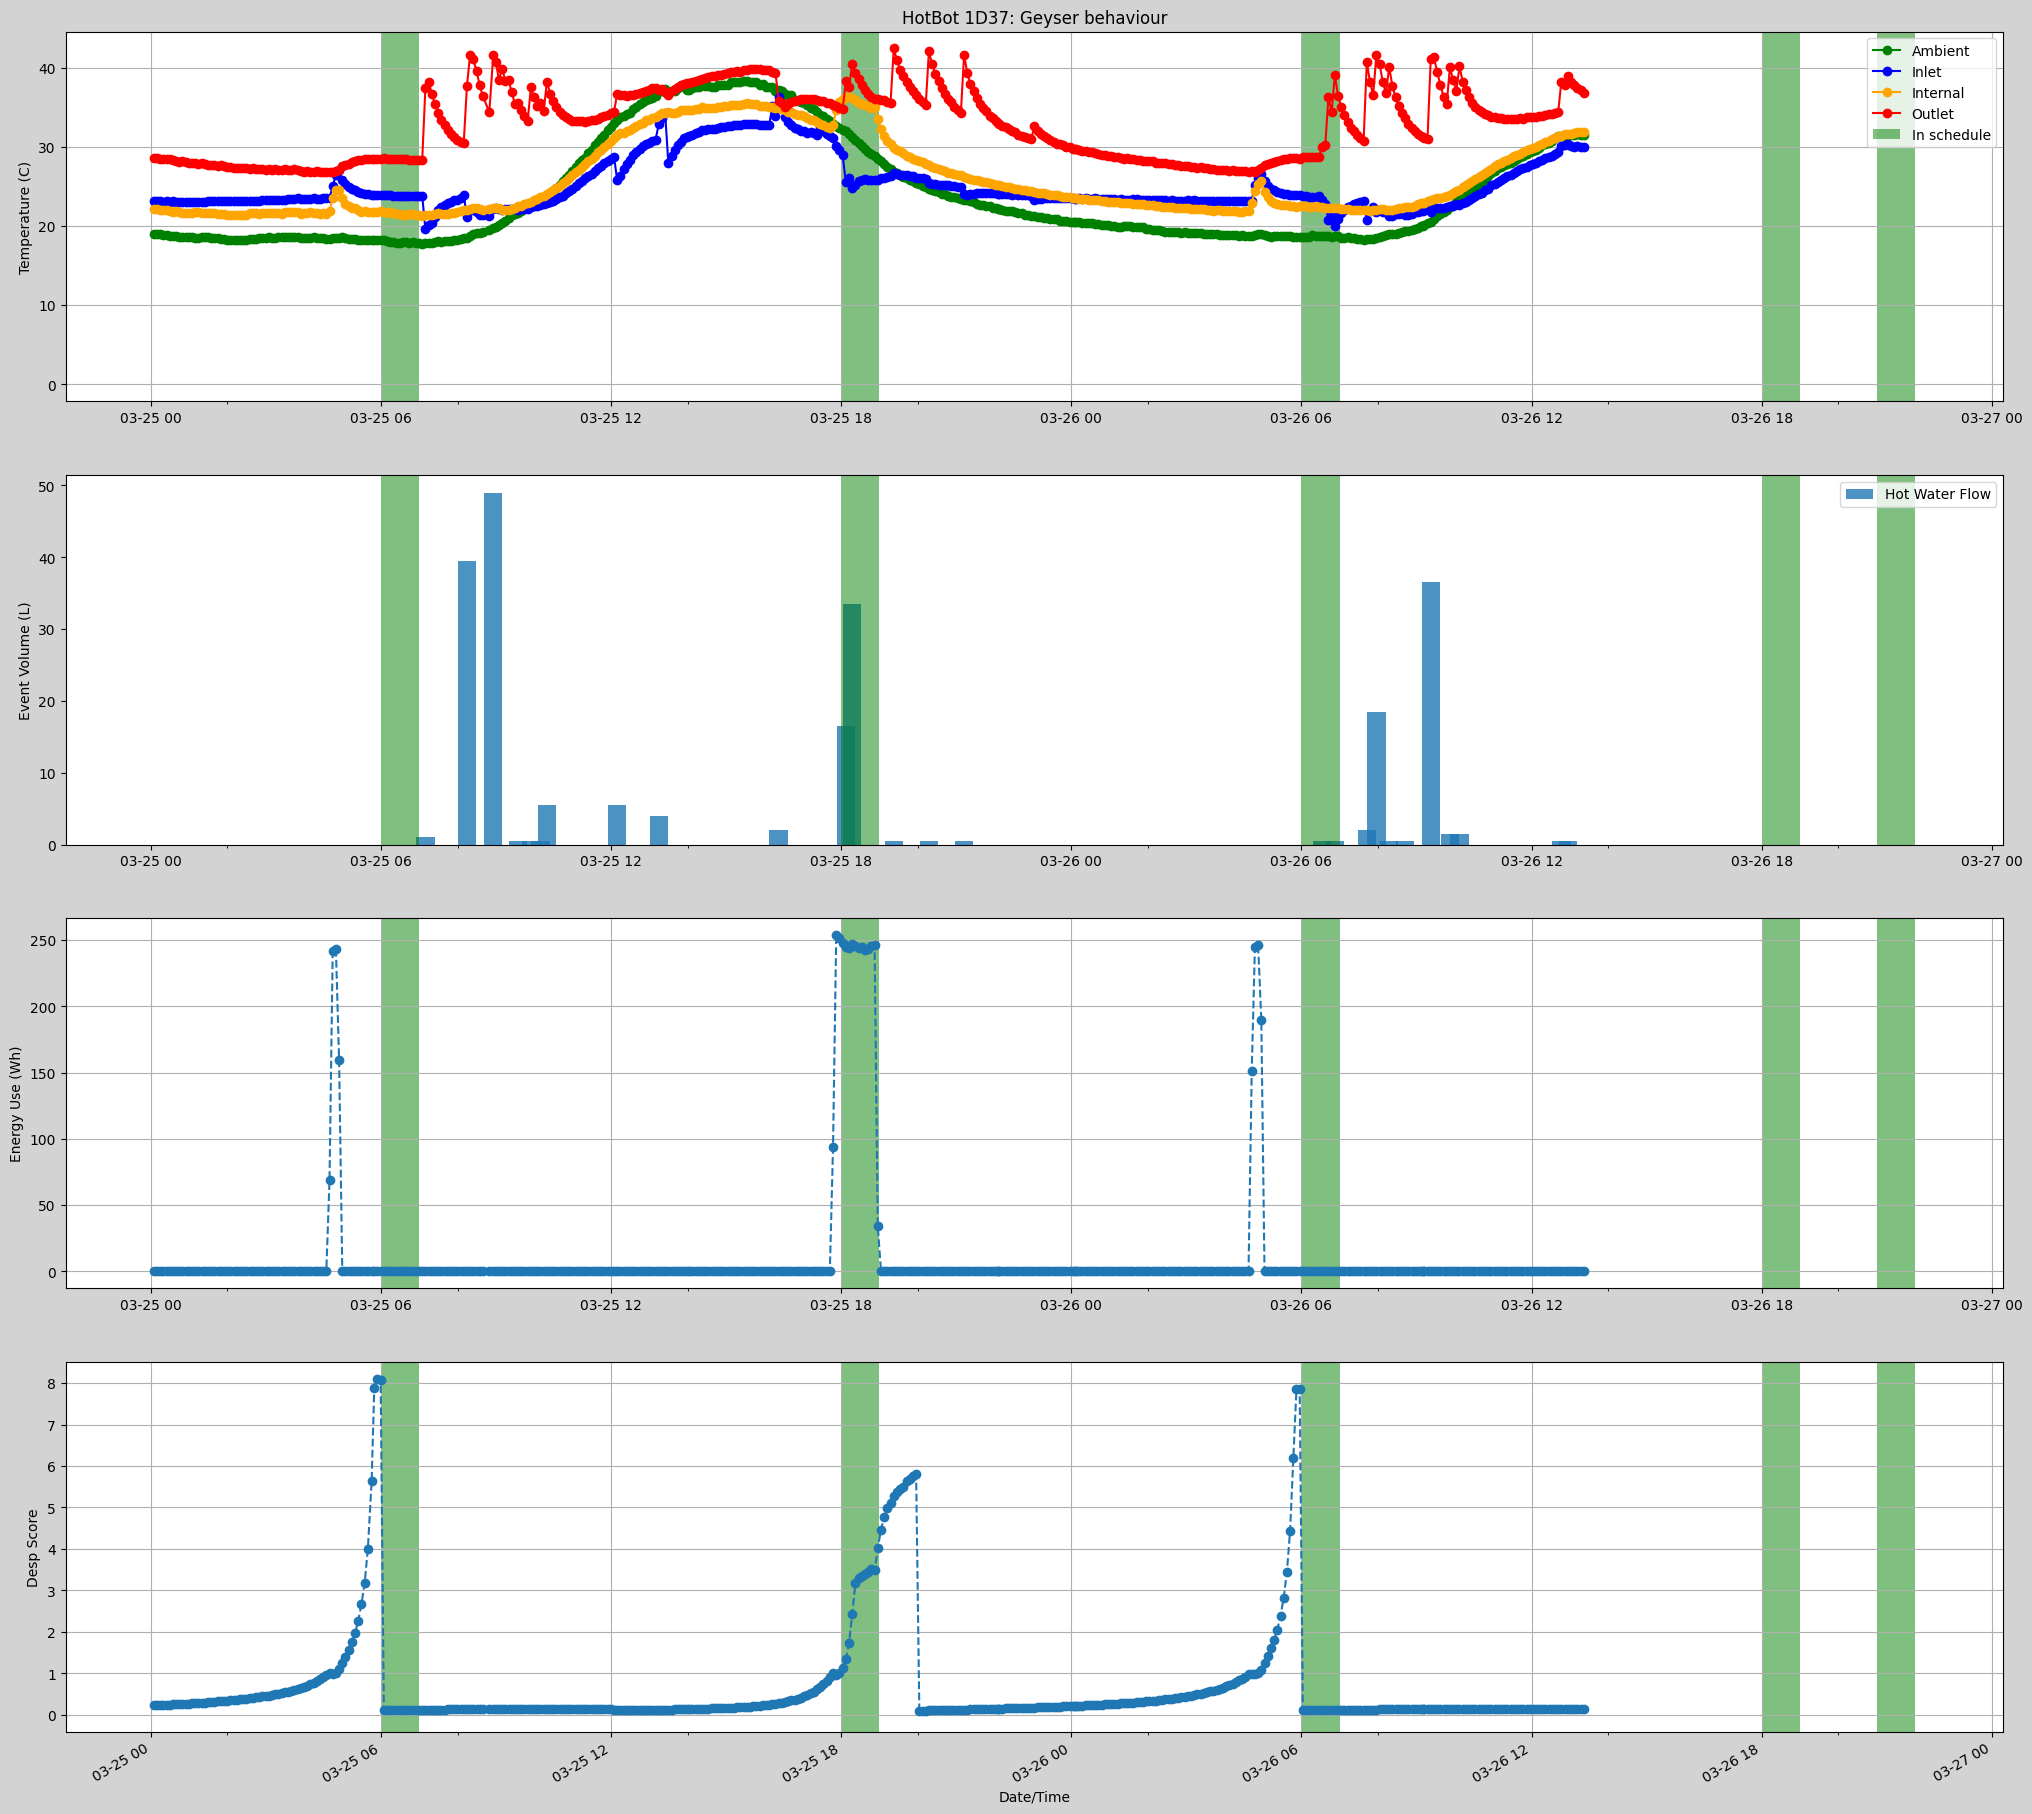 HotBot 1D37: Geyser behaviour
Temperature (C)
40
30
20
10
0
Ambient
Inlet
Internal
Outlet
In schedule
03-25 00 03-25 06 03-25 12 03-25 18 03-26 00 03-26 06 03-26 12 03-26 18 03-27 00
Event Volume (L)
50
40
30
20
10
0
Hot Water Flow
03-25 00 03-25 06 03-25 12 03-25 18 03-26 00 03-26 06 03-26 12 03-26 18 03-27 00
Energy Use (Wh)
250
200
150
100
50
0
03-25 00 03-25 06 03-25 12 03-25 18 03-26 00 03-26 06 03-26 12 03-26 18 03-27 00
Desp Score
8
7
6
5
4
3
2
1
0
03-25 00 03-25 06 03-25 12 03-25 18 03-26 00 03-26 06 03-26 12 03-26 18 03-27 00
Date/Time